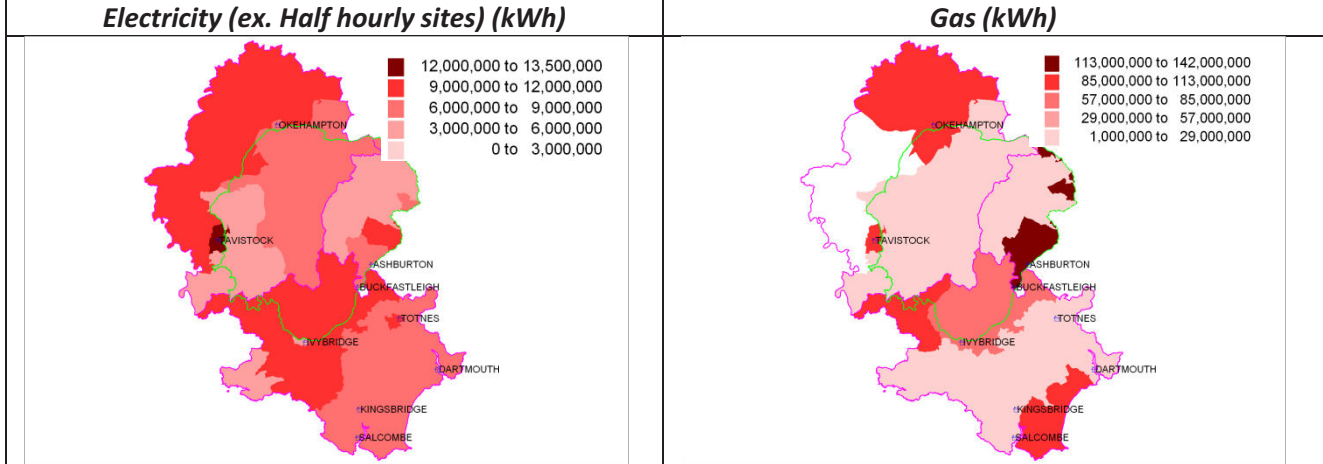 Electricity (ex. Half hourly sites) (kWh)
12,000,000 to 13,500,000
9,000,000 to 12,000,000
6,000,000 to 9,000,000
3,000,000 to 6,000,000
0 to 3,000,000
OKEHAMPTON
TAVISTOCK
ASHBURTON
BUCKFASTLEIGH
TOTNES
IVYBRIDGE
DARTMOUTH
KINGSBRIDGE
SALCOMBE
Gas (kWh)
113,000,000 to 142,000,000
85,000,000 to 113,000,000
57,000,000 to 85,000,000
29,000,000 to 57,000,000
1,000,000 to 29,000,000
OKEHAMPTON
TAVISTOCK
ASHBURTON
BUCKFASTLEIGH
TOTNES
IVYBRIDGE
DARTMOUTH
KINGSBRIDGE
SALCOMBE